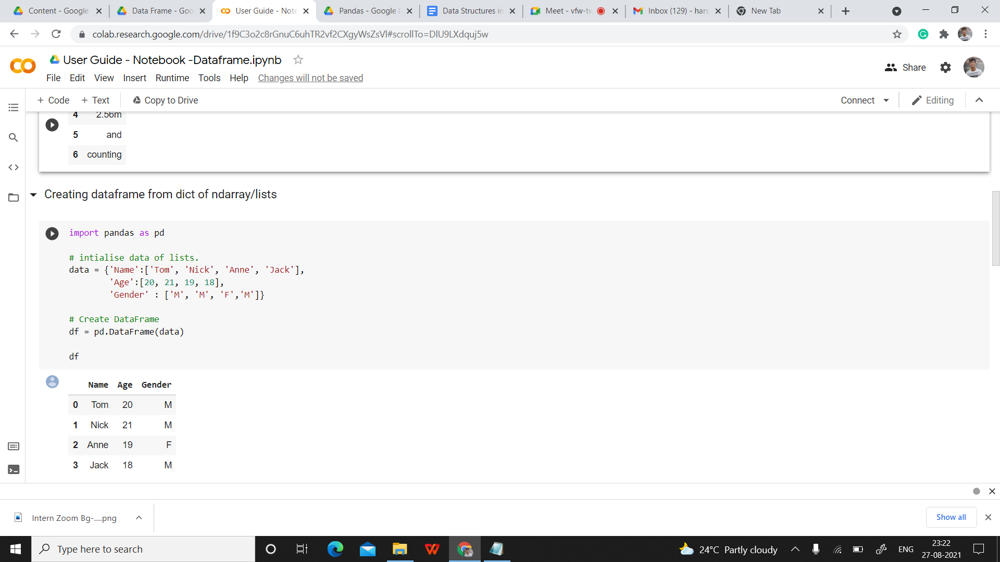 Content - Google
Data Frame - Goo
User Guide - Note
Pandas - Google D
Data Structures in
Meet - vfw-tw
Inbox (129) - hars
New Tab
colab.research.google.com/drive/1f9C3o2c8rGnuC6uhTR2vf2CXgyWsZsVl#scrollTo=DlU9LXdquj5w
User Guide - Notebook -Dataframe.ipynb
Share
File Edit View Insert Runtime Tools Help Changes will not be saved
+ Code + Text Copy to Drive
Connect
Editing
4 2.56m
5 and
6 counting
Creating dataframe from dict of ndarray/lists
import pandas as pd
# intialise data of lists.
data = {'Name':['Tom', 'Nick', 'Anne', 'Jack'],
'Age':[20, 21, 19, 18],
'Gender' : ['M', 'M', 'F','M']}
# Create DataFrame
df = pd.DataFrame(data)
df
Name Age Gender
0 Tom 20 M
1 Nick 21 M
2 Anne 19 F
3 Jack 18 M
Intern Zoom Bg-....png
Show all
Type here to search
24°C Partly cloudy
ENG
23:22
27-08-2021